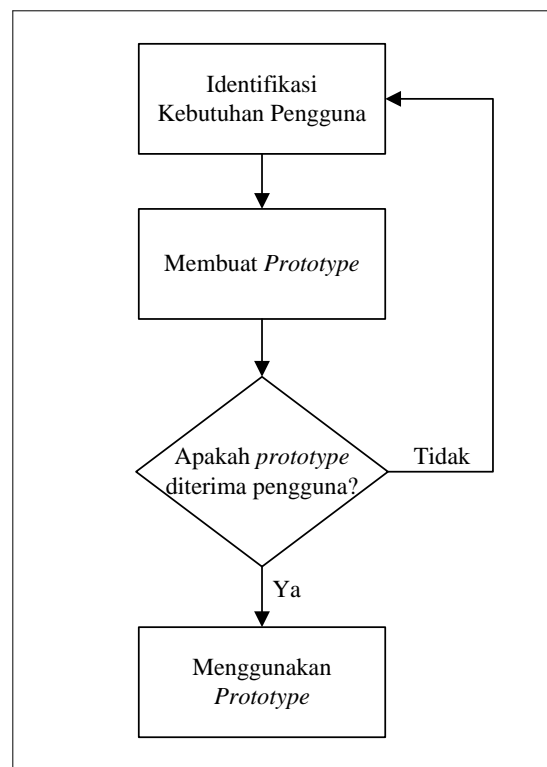 Identifikasi
Kebutuhan Pengguna
Membuat Prototype
Apakah prototype
diterima pengguna?
Tidak
Ya
Menggunakan
Prototype